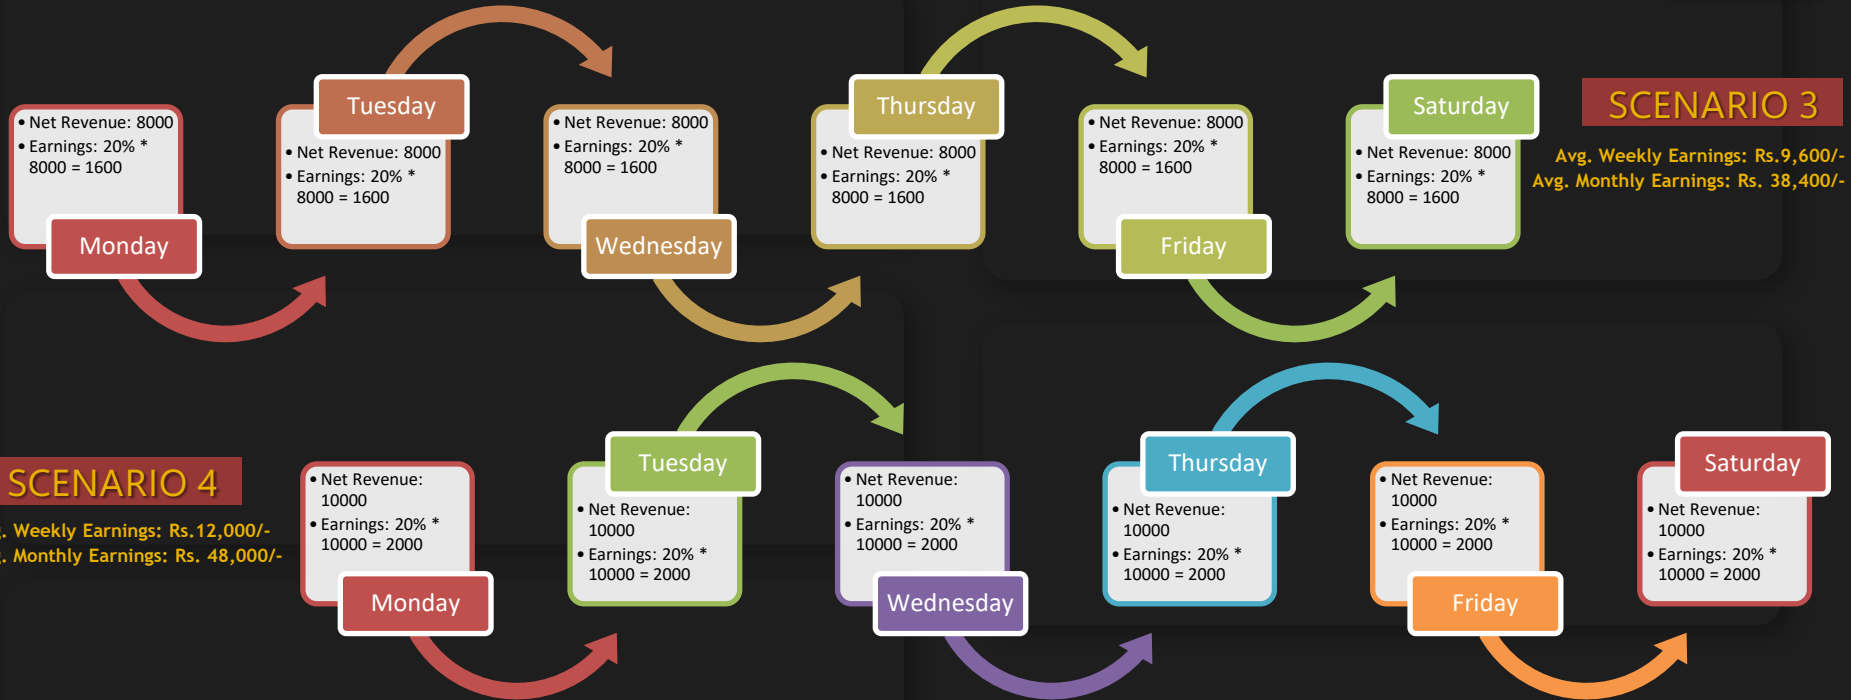 • Net Revenue: 8000
• Earnings: 20% *
8000 = 1600
Monday
Tuesday
• Net Revenue: 8000
• Earnings: 20% *
8000 = 1600
• Net Revenue: 8000
• Earnings: 20% *
8000 = 1600
Wednesday
Thursday
• Net Revenue: 8000
• Earnings: 20% *
8000 = 1600
• Net Revenue: 8000
• Earnings: 20% *
8000 = 1600
Friday
Saturday
• Net Revenue: 8000
• Earnings: 20% *
8000 = 1600
SCENARIO 3
Avg. Weekly Earnings: Rs.9,600/-
Avg. Monthly Earnings: Rs. 38,400/-
SCENARIO 4
. Weekly Earnings: Rs.12,000/-
. Monthly Earnings: Rs. 48,000/-
• Net Revenue:
10000
• Earnings: 20% *
10000 = 2000
Monday
Tuesday
• Net Revenue:
10000
• Earnings: 20% *
10000 = 2000
• Net Revenue:
10000
• Earnings: 20% *
10000 = 2000
Wednesday
Thursday
• Net Revenue:
10000
• Earnings: 20% *
10000 = 2000
• Net Revenue:
10000
• Earnings: 20% *
10000 = 2000
Friday
Saturday
• Net Revenue:
10000
• Earnings: 20% *
10000 = 2000